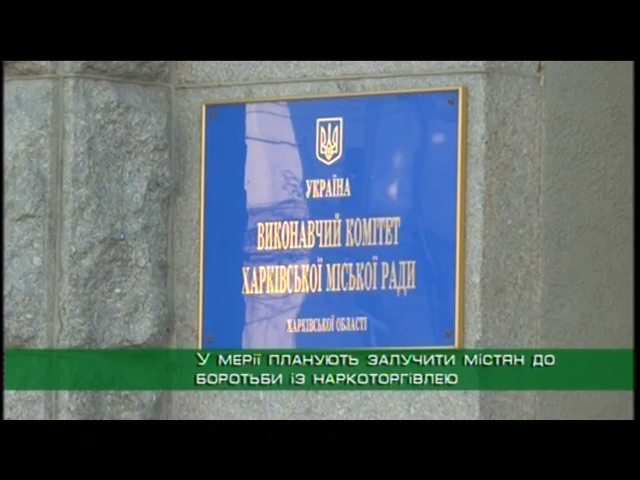 УКРАЇНА
ВИКОНАВЧИЙ КОМІТЕТ
ХАРКІВСЬКОЇ МІСЬКОЇ РАДИ
ХАРКІВСЬКОЇ ОБЛАСТІ
У МЕРІЇ ПЛАНУЮТЬ ЗАЛУЧИТИ МІСТЯН ДО
БОРОТЬБИ ІЗ НАРКОТОРГІВЛЕЮ